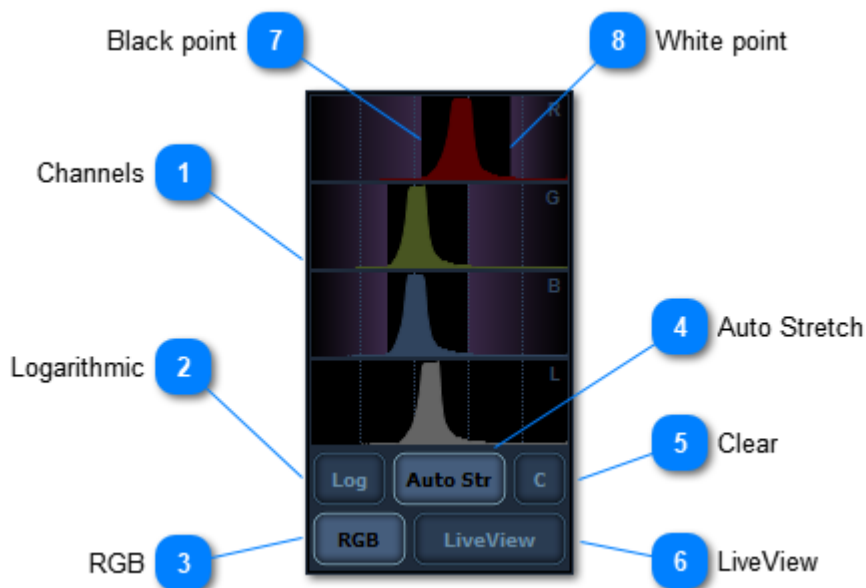 Black point 7
8 White point
R
Channels 1
G
B
4 Auto Stretch
Logarithmic 2
L
5 Clear
Log Auto Str C
RGB LiveView
RGB 3
6 LiveView